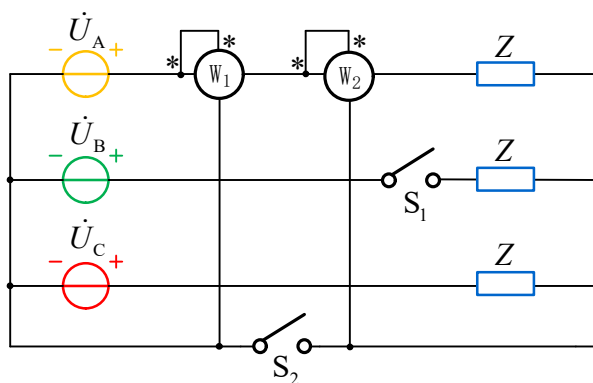 U̇A U̇B U̇C
− + − + − +
* * * *
W1 W2
Z Z Z
S1 S2